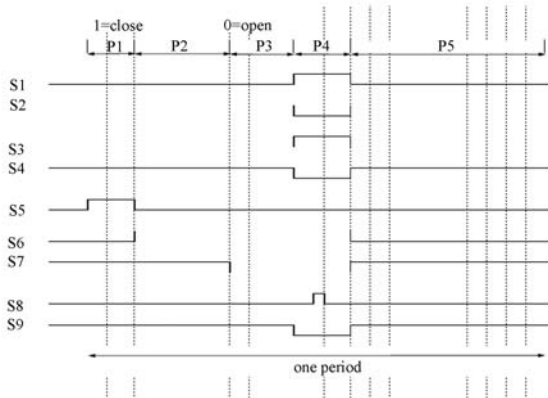 1=close 0=open
P1 P2 P3 P4 P5
S1
S2
S3
S4
S5
S6
S7
S8
S9
one period